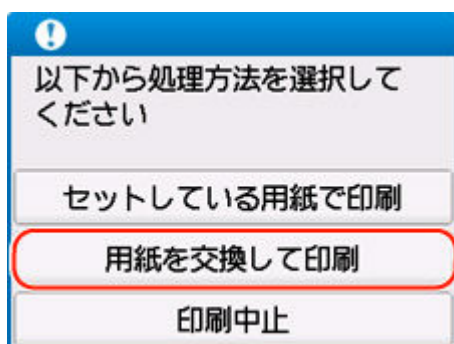 以下から処理方法を選択して
ください
セットしている用紙で印刷
用紙を交換して印刷
印刷中止